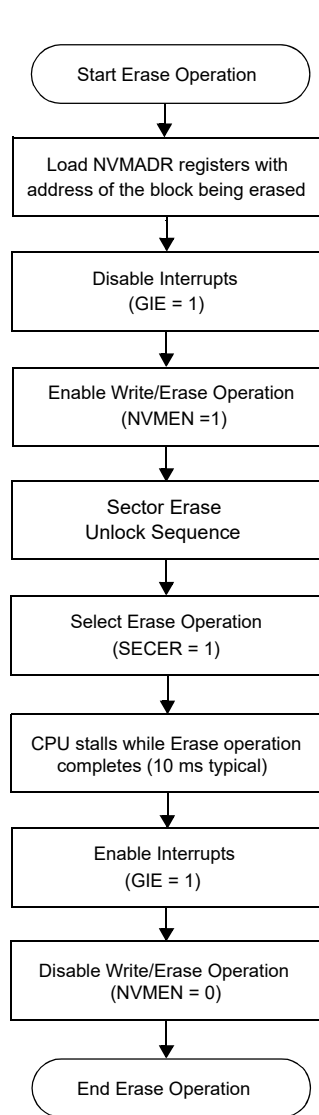 Start Erase Operation
Load NVMADR registers with
address of the block being erased
Disable Interrupts
(GIE = 1)
Enable Write/Erase Operation
(NVMEN =1)
Sector Erase
Unlock Sequence
Select Erase Operation
(SECER = 1)
CPU stalls while Erase operation
completes (10 ms typical)
Enable Interrupts
(GIE = 1)
Disable Write/Erase Operation
(NVMEN = 0)
End Erase Operation